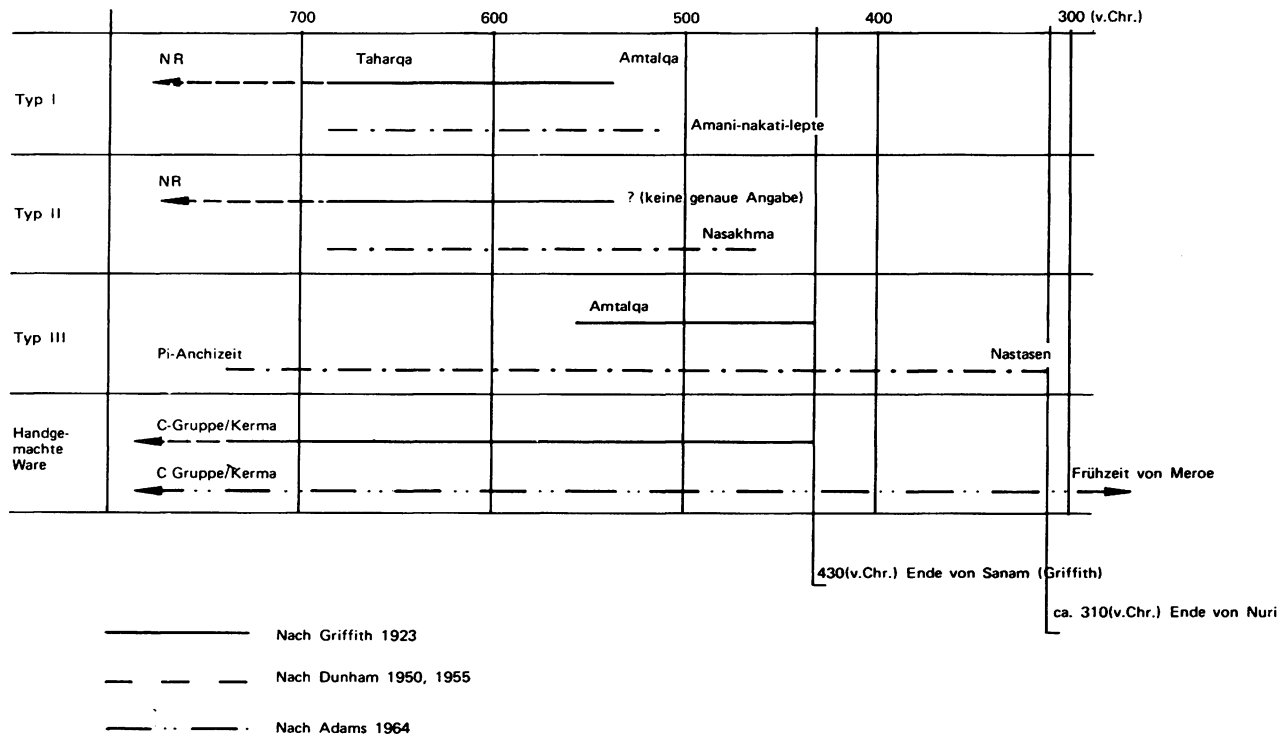 700 600 500 400 300 (v.Chr.)
NR Taharqa Amtalqa
Typ I
Amani-nakati-lepte
NR
? (keine genaue Angabe)
Typ II
Nasakhma
Amtalqa
Typ III
Pi-Anchizeit Nastasen
C-Gruppe/Kerma
Handge-
machte
Ware
C Gruppe/Kerma Frühzeit von Meroe
430(v.Chr.) Ende von Sanam (Griffith)
ca. 310(v.Chr.) Ende von Nuri
Nach Griffith 1923
Nach Dunham 1950, 1955
Nach Adams 1964